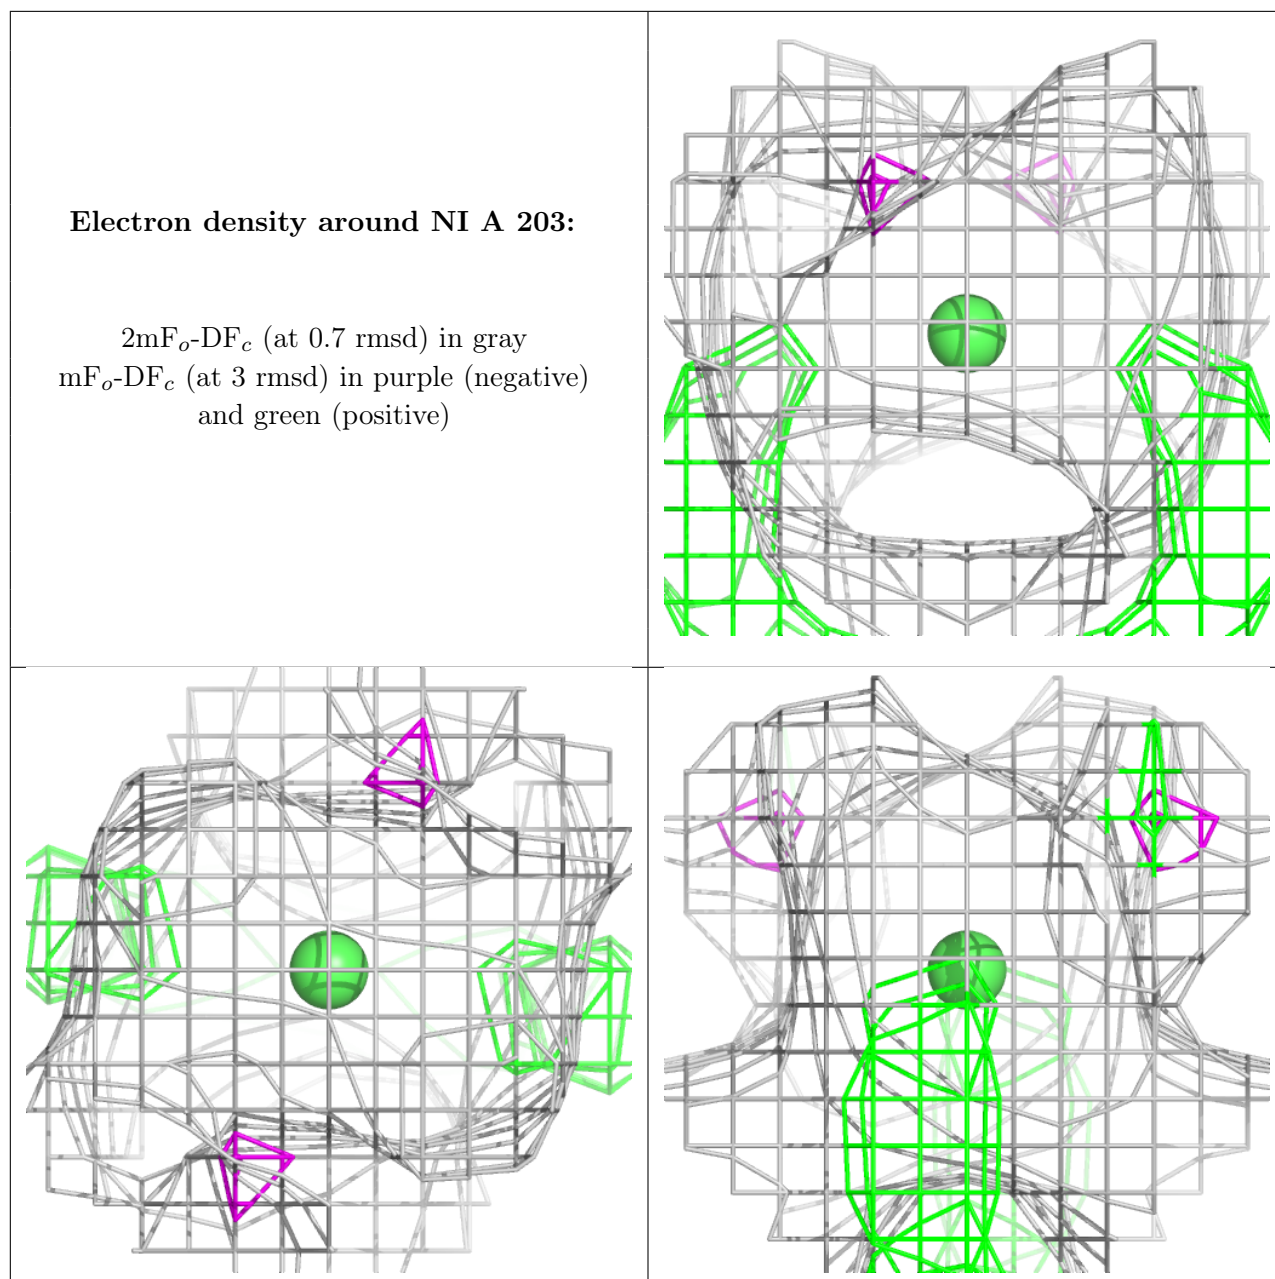 Electron density around NI A 203:
2mFₒ-DF𝒸 (at 0.7 rmsd) in gray
mFₒ-DF𝒸 (at 3 rmsd) in purple (negative)
and green (positive)